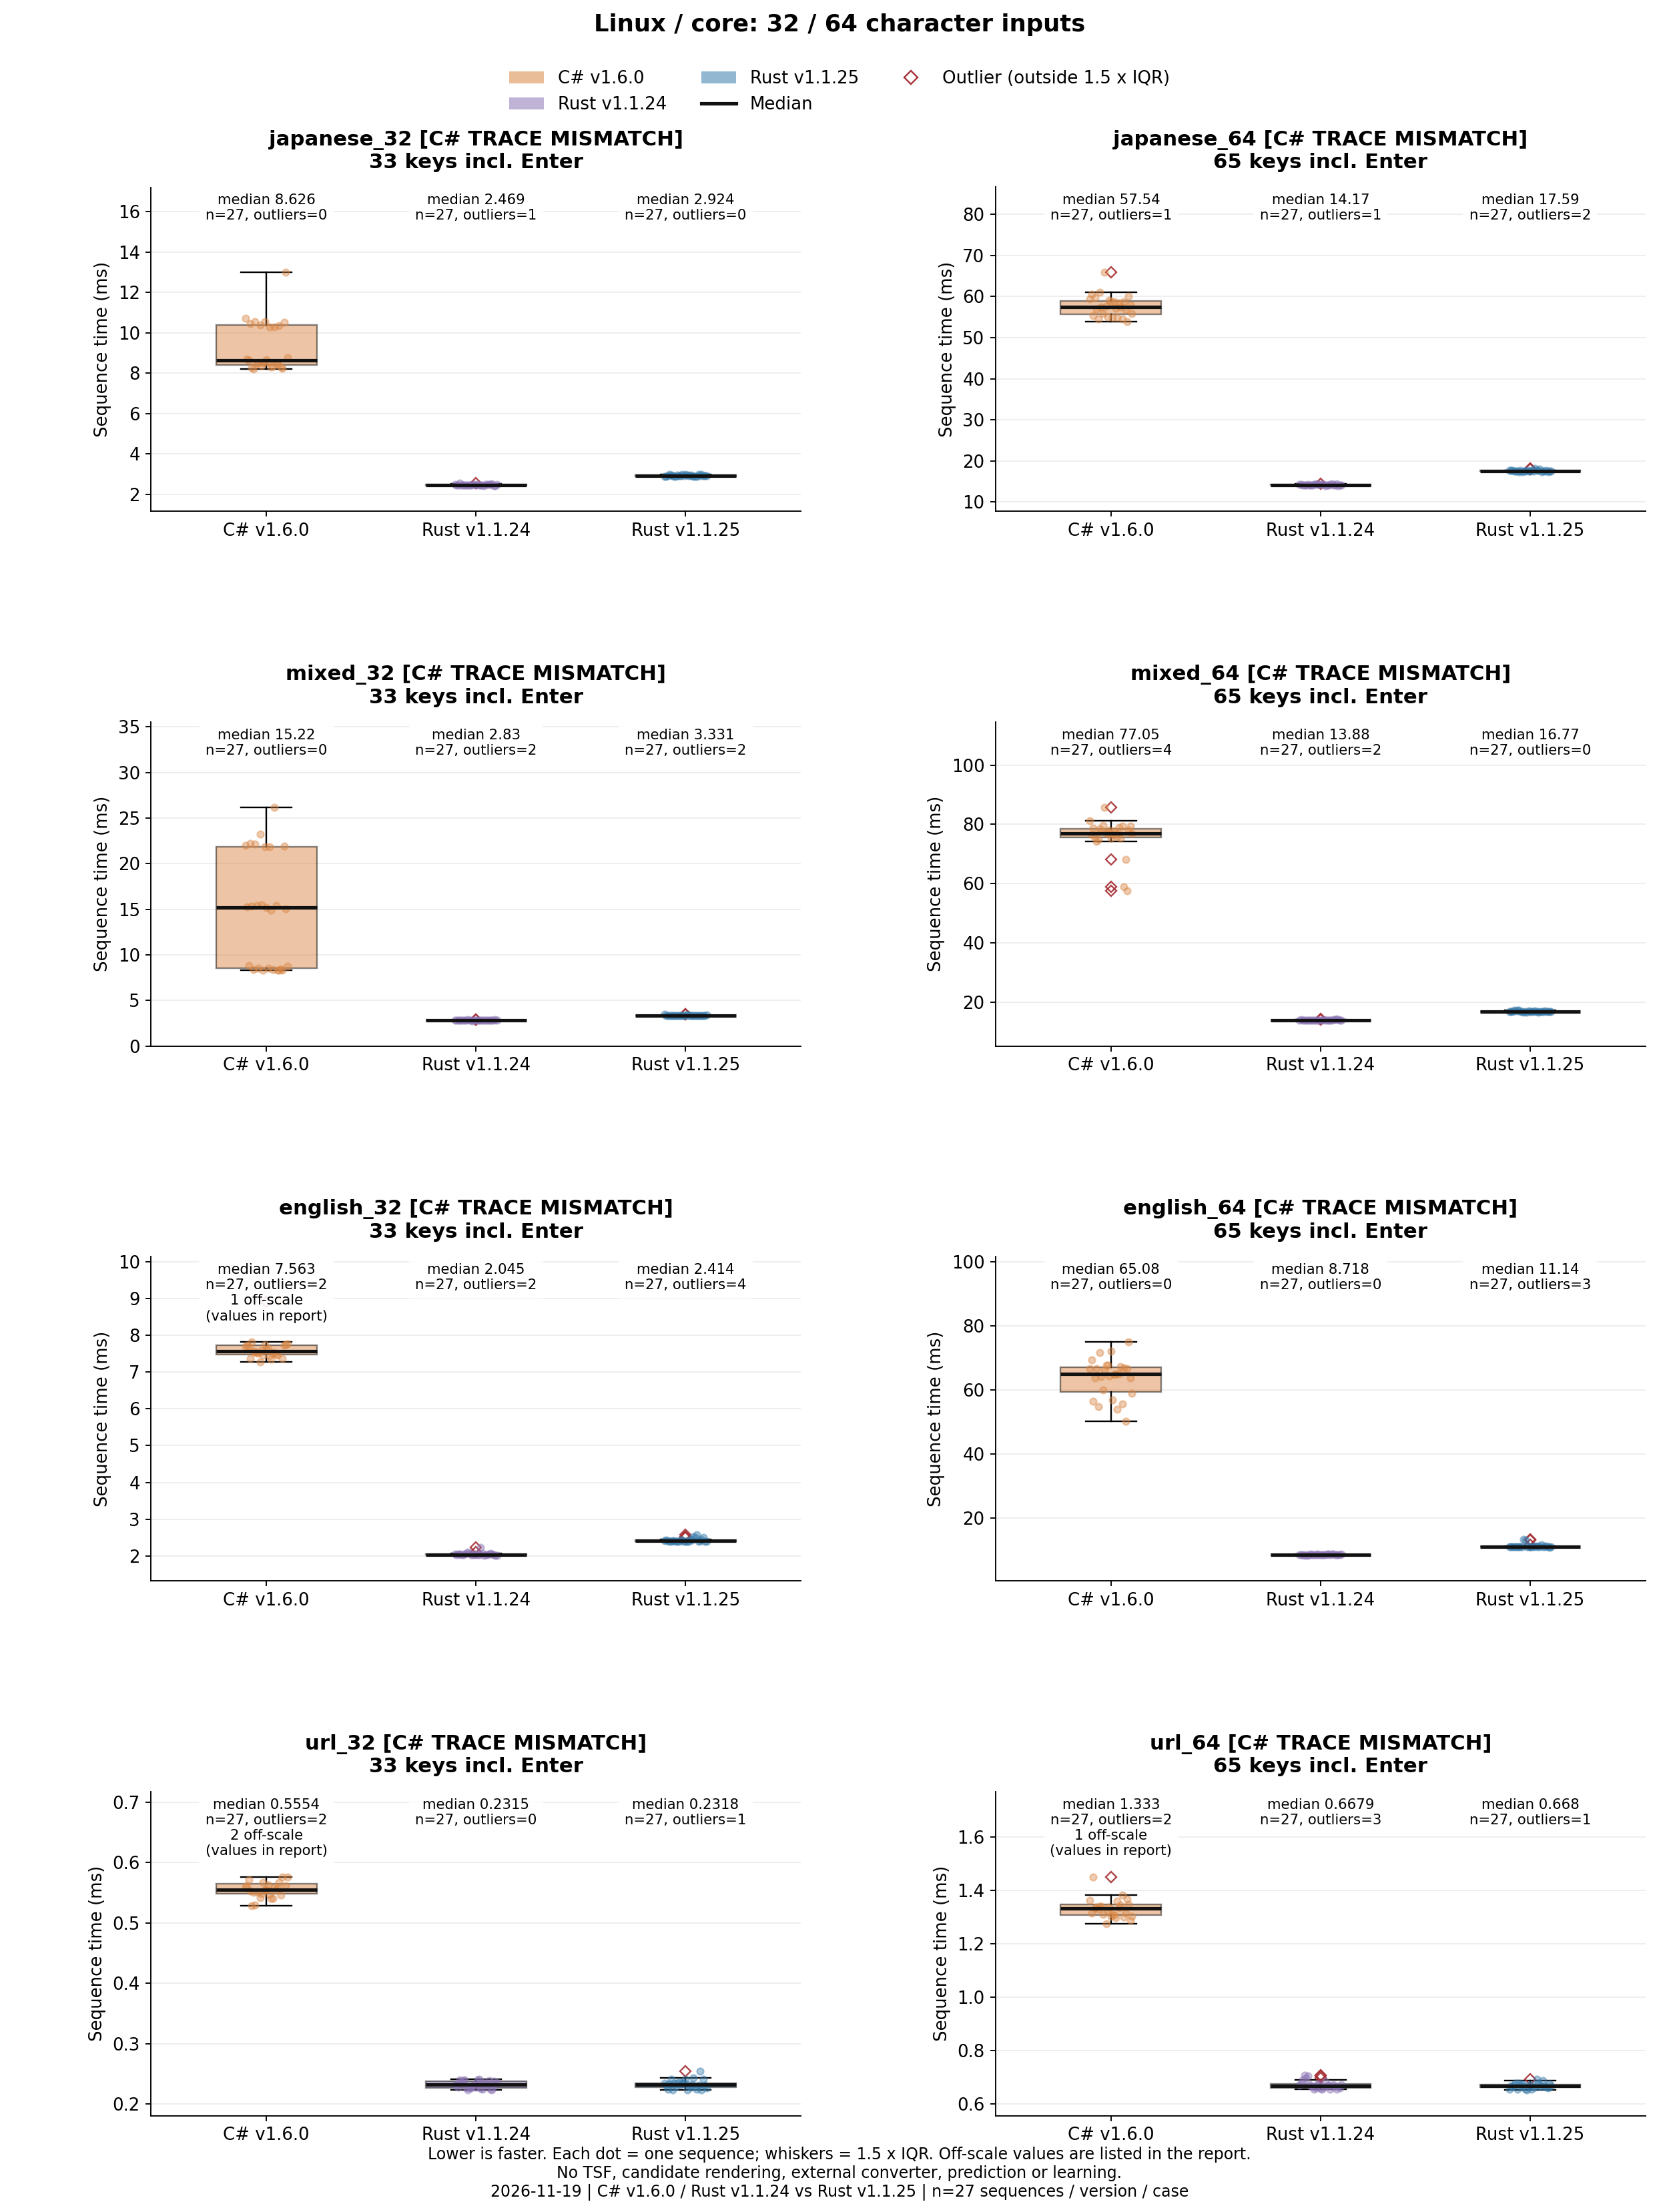 Linux / core: 32 / 64 character inputs
C# v1.6.0
Rust v1.1.24
Rust v1.1.25
Median
Outlier (outside 1.5 x IQR)
japanese_32 [C# TRACE MISMATCH]
33 keys incl. Enter
median 8.626
n=27, outliers=0
median 2.469
n=27, outliers=1
median 2.924
n=27, outliers=0
Sequence time (ms)
16
14
12
10
8
6
4
2
C# v1.6.0
Rust v1.1.24
Rust v1.1.25
japanese_64 [C# TRACE MISMATCH]
65 keys incl. Enter
median 57.54
n=27, outliers=1
median 14.17
n=27, outliers=1
median 17.59
n=27, outliers=2
Sequence time (ms)
80
70
60
50
40
30
20
10
C# v1.6.0
Rust v1.1.24
Rust v1.1.25
mixed_32 [C# TRACE MISMATCH]
33 keys incl. Enter
median 15.22
n=27, outliers=0
median 2.83
n=27, outliers=2
median 3.331
n=27, outliers=2
Sequence time (ms)
35
30
25
20
15
10
5
0
C# v1.6.0
Rust v1.1.24
Rust v1.1.25
mixed_64 [C# TRACE MISMATCH]
65 keys incl. Enter
median 77.05
n=27, outliers=4
median 13.88
n=27, outliers=2
median 16.77
n=27, outliers=0
Sequence time (ms)
100
80
60
40
20
C# v1.6.0
Rust v1.1.24
Rust v1.1.25
english_32 [C# TRACE MISMATCH]
33 keys incl. Enter
median 7.563
n=27, outliers=2
1 off-scale
(values in report)
median 2.045
n=27, outliers=2
median 2.414
n=27, outliers=4
Sequence time (ms)
10
9
8
7
6
5
4
3
2
C# v1.6.0
Rust v1.1.24
Rust v1.1.25
english_64 [C# TRACE MISMATCH]
65 keys incl. Enter
median 65.08
n=27, outliers=0
median 8.718
n=27, outliers=0
median 11.14
n=27, outliers=3
Sequence time (ms)
100
80
60
40
20
C# v1.6.0
Rust v1.1.24
Rust v1.1.25
url_32 [C# TRACE MISMATCH]
33 keys incl. Enter
median 0.5554
n=27, outliers=2
2 off-scale
(values in report)
median 0.2315
n=27, outliers=0
median 0.2318
n=27, outliers=1
Sequence time (ms)
0.7
0.6
0.5
0.4
0.3
0.2
C# v1.6.0
Rust v1.1.24
Rust v1.1.25
url_64 [C# TRACE MISMATCH]
65 keys incl. Enter
median 1.333
n=27, outliers=2
1 off-scale
(values in report)
median 0.6679
n=27, outliers=3
median 0.668
n=27, outliers=1
Sequence time (ms)
1.6
1.4
1.2
1.0
0.8
0.6
C# v1.6.0
Rust v1.1.24
Rust v1.1.25
Lower is faster. Each dot = one sequence; whiskers = 1.5 x IQR. Off-scale values are listed in the report.
No TSF, candidate rendering, external converter, prediction or learning.
2026-11-19 | C# v1.6.0 / Rust v1.1.24 vs Rust v1.1.25 | n=27 sequences / version / case